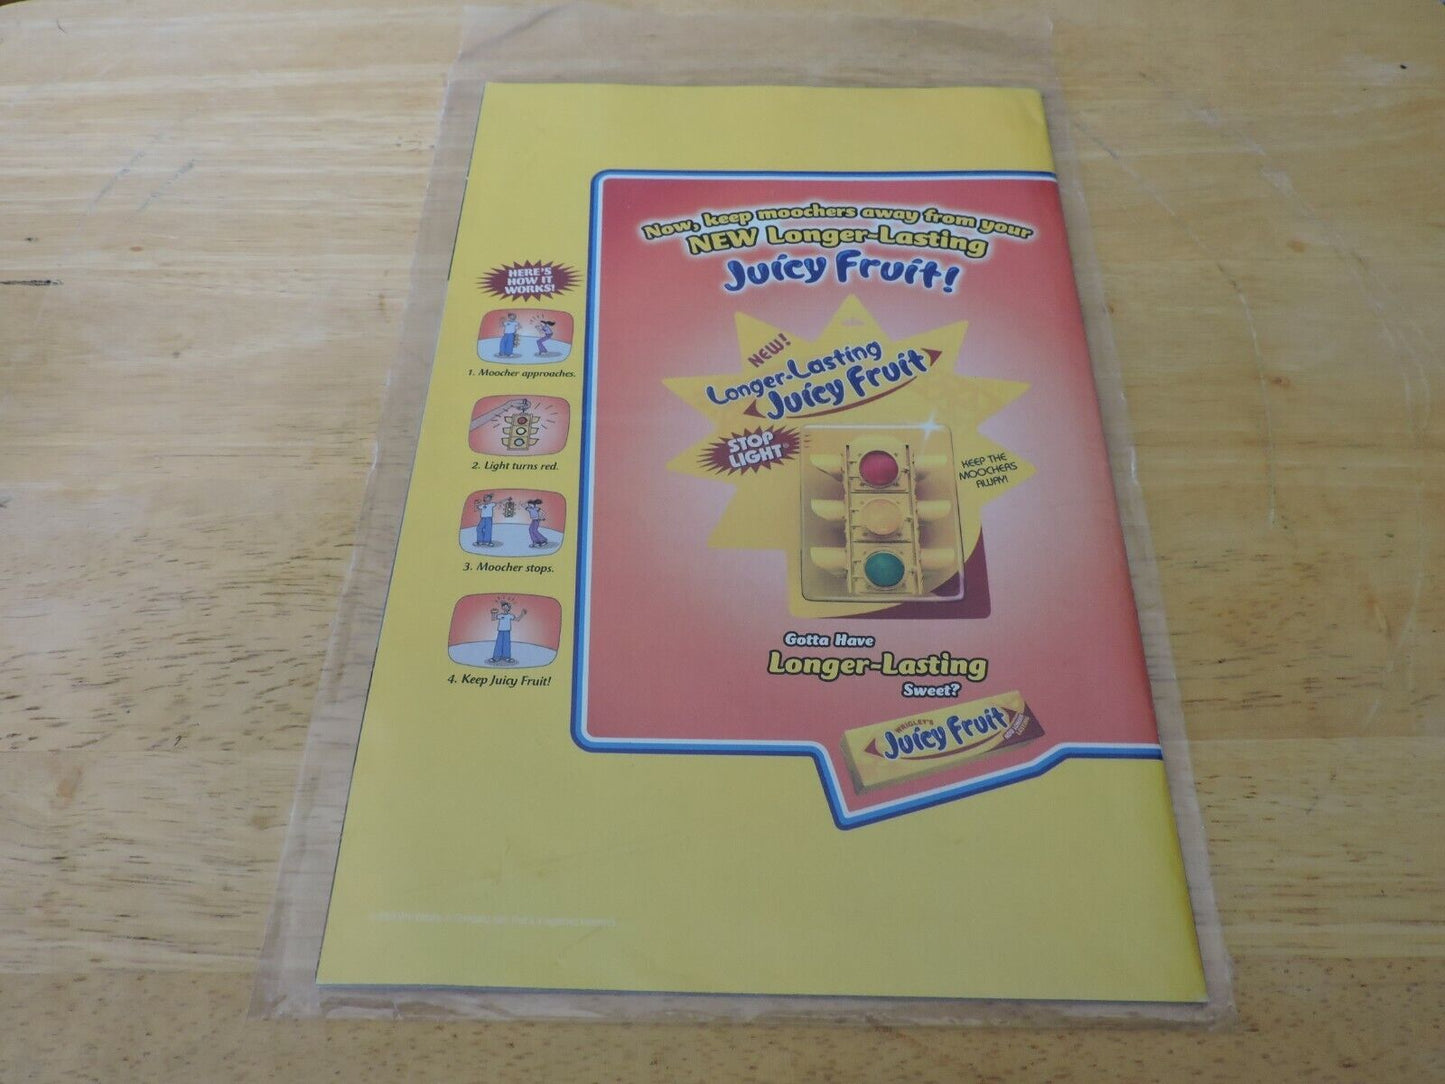 Now, keep moochers away from your
NEW Longer-Lasting
Juicy Fruit!
HERE'S
HOW IT
WORKS!
1. Moocher approaches.
2. Light turns red.
3. Moocher stops.
4. Keep Juicy Fruit!
NEW!
Longer-Lasting
Juicy Fruit
STOP
LIGHT®
KEEP THE
MOOCHERS
AWAY!
Gotta Have
Longer-Lasting
Sweet?
WRIGLEY'S
Juicy Fruit